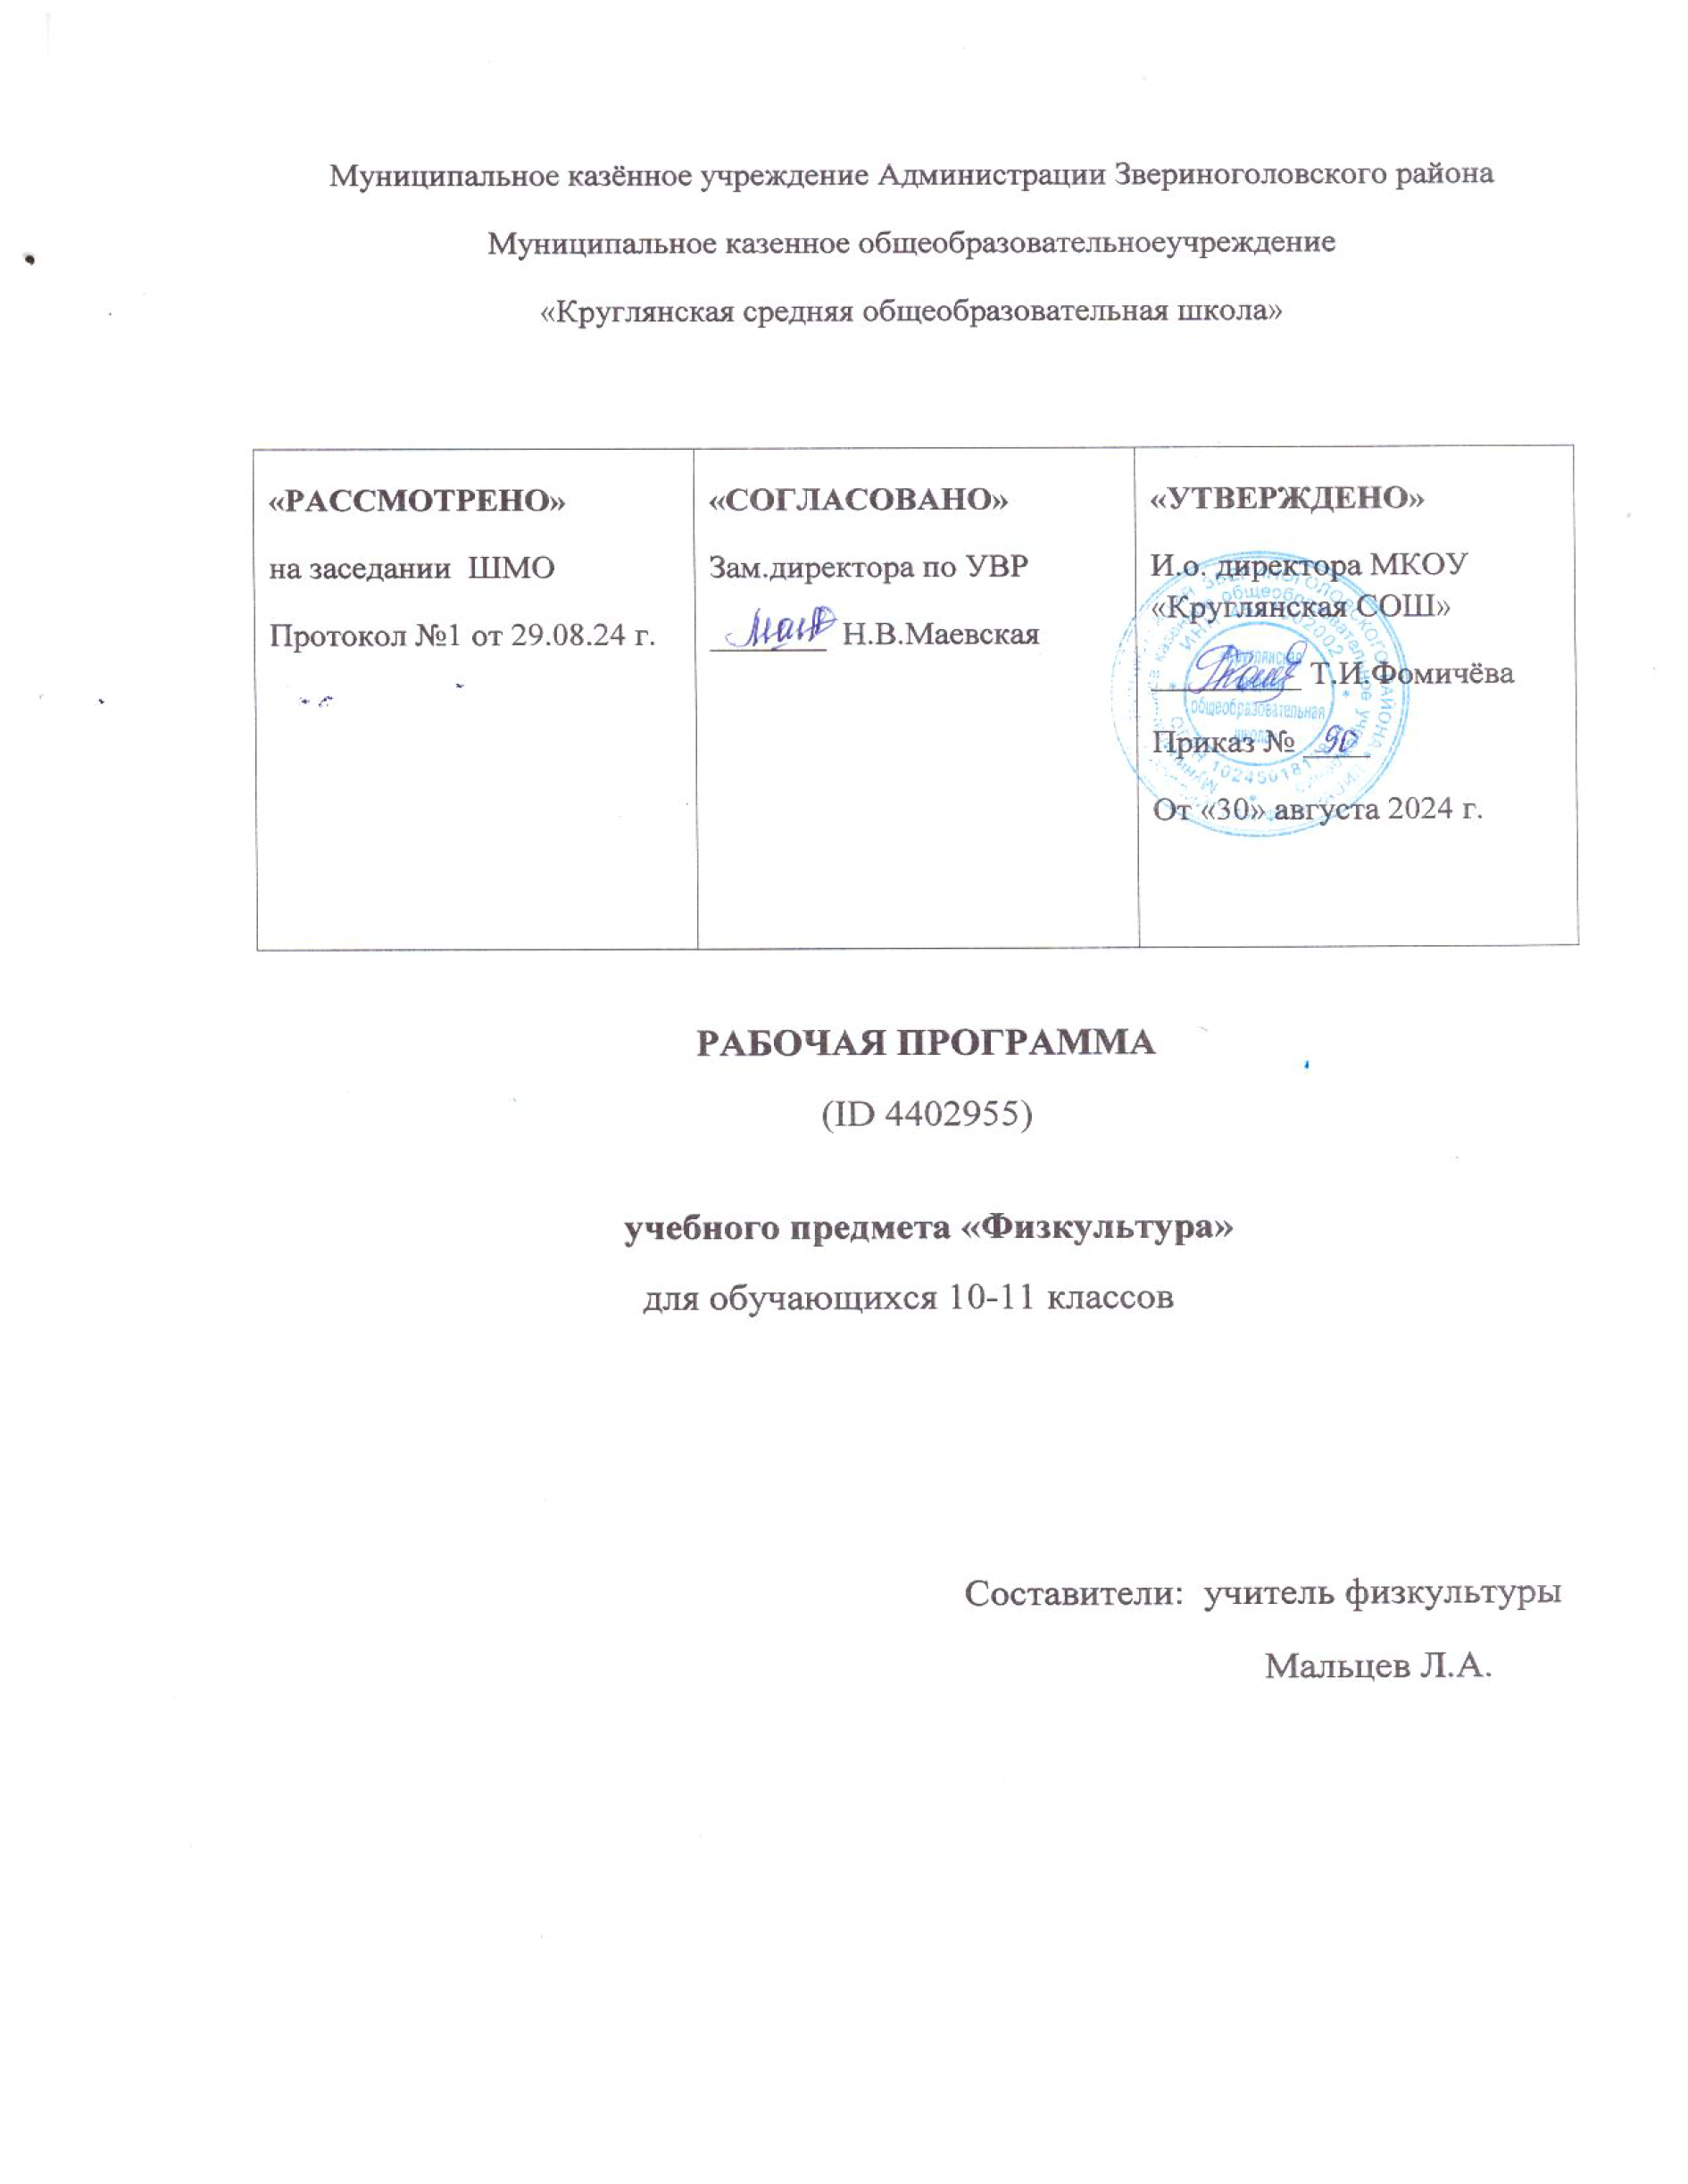 Муниципальное казённое учреждение Администрации Звериноголовского района
Муниципальное казенное общеобразовательноеучреждение
«Круглянская средняя общеобразовательная школа»
«РАССМОТРЕНО»
на заседании ШМО
Протокол №1 от 29.08.24 г.
«СОГЛАСОВАНО»
Зам.директора по УВР
Н.В.Маевская
«УТВЕРЖДЕНО»
И.о. директора МКОУ
«Круглянская СОШ»
Т.И.Фомичёва
Приказ № 90
От «30» августа 2024 г.
общеобразовательная
РАБОЧАЯ ПРОГРАММА
(ID 4402955)
учебного предмета «Физкультура»
для обучающихся 10-11 классов
Составители: учитель физкультуры
Мальцев Л.А.